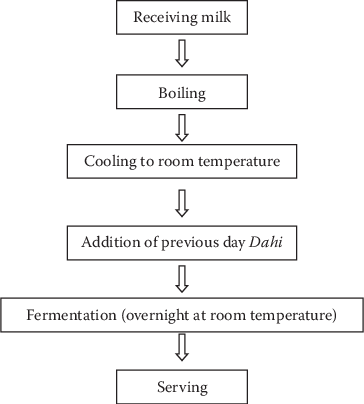 Receiving milk
Boiling
Cooling to room temperature
Addition of previous day Dahi
Fermentation (overnight at room temperature)
Serving